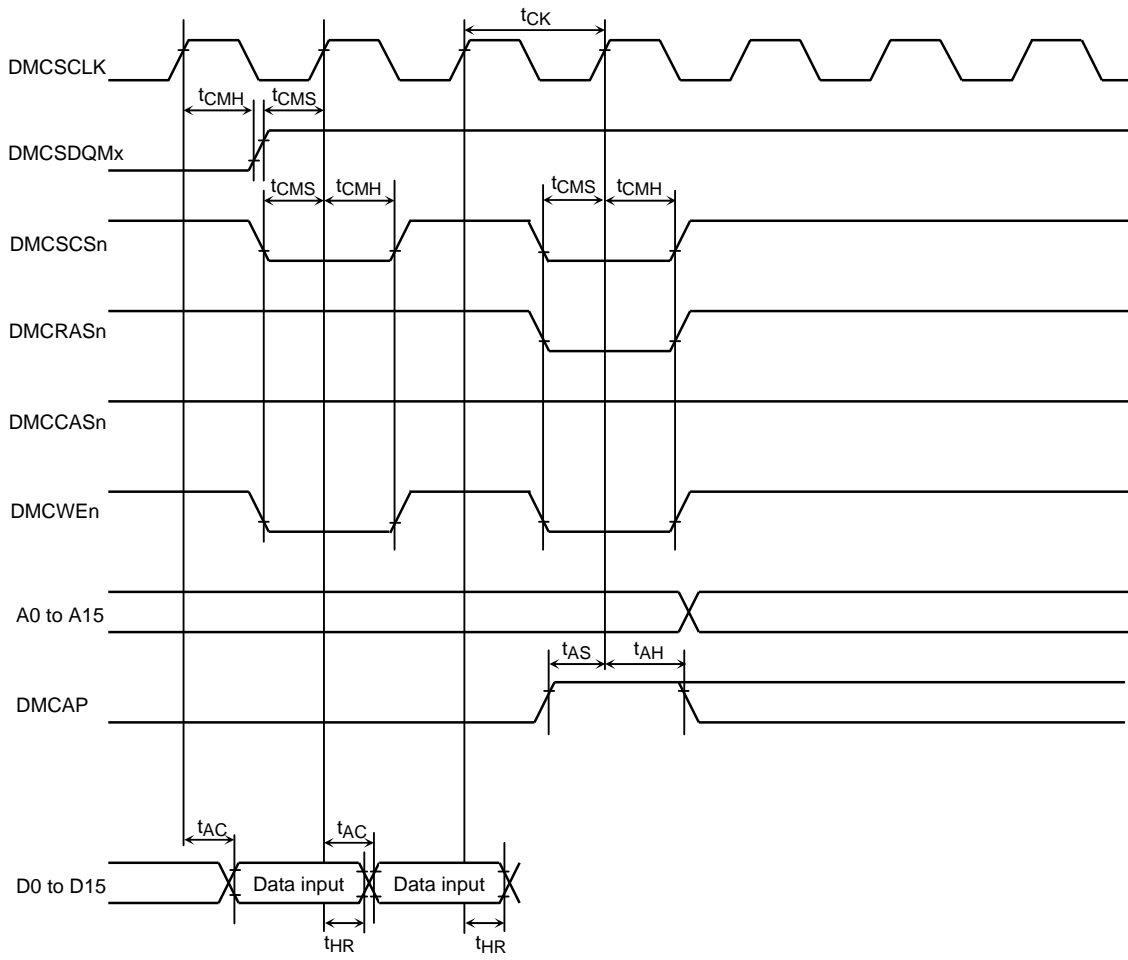 tCK
DMCSCLK
tCMH
tCMS
DMCSDQMx
tCMS
tCMH
tCMS
tCMH
DMCSCSn
DMCRASn
DMCCASn
DMCWEn
A0 to A15
tAS
tAH
DMCAP
tAC
tAC
D0 to D15
Data input
Data input
tHR
tHR